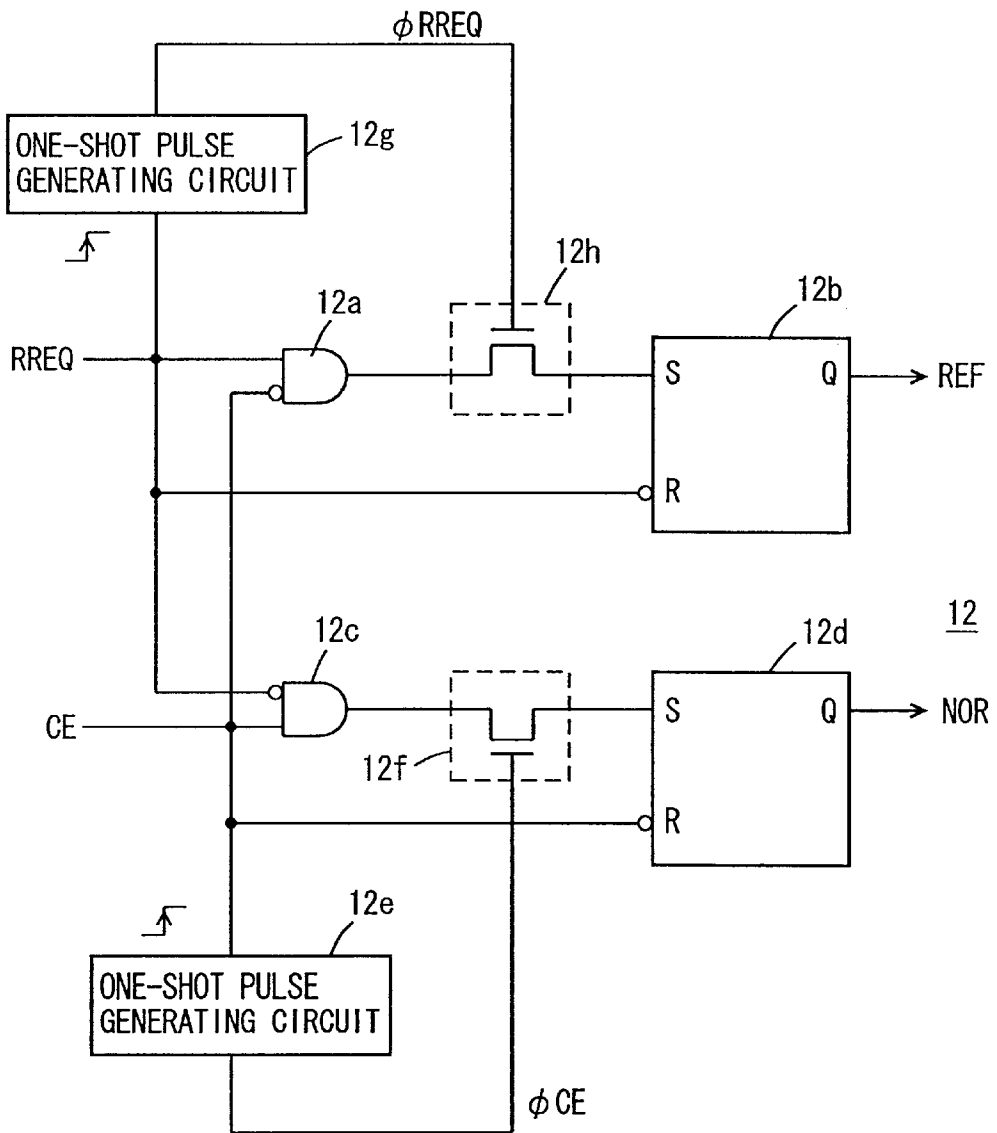 φRREQ
ONE-SHOT PULSE
GENERATING CIRCUIT
12g
12h
12a
12b
RREQ
S
Q
REF
R
12
12c
12d
CE
S
Q
NOR
12f
R
12e
ONE-SHOT PULSE
GENERATING CIRCUIT
φCE